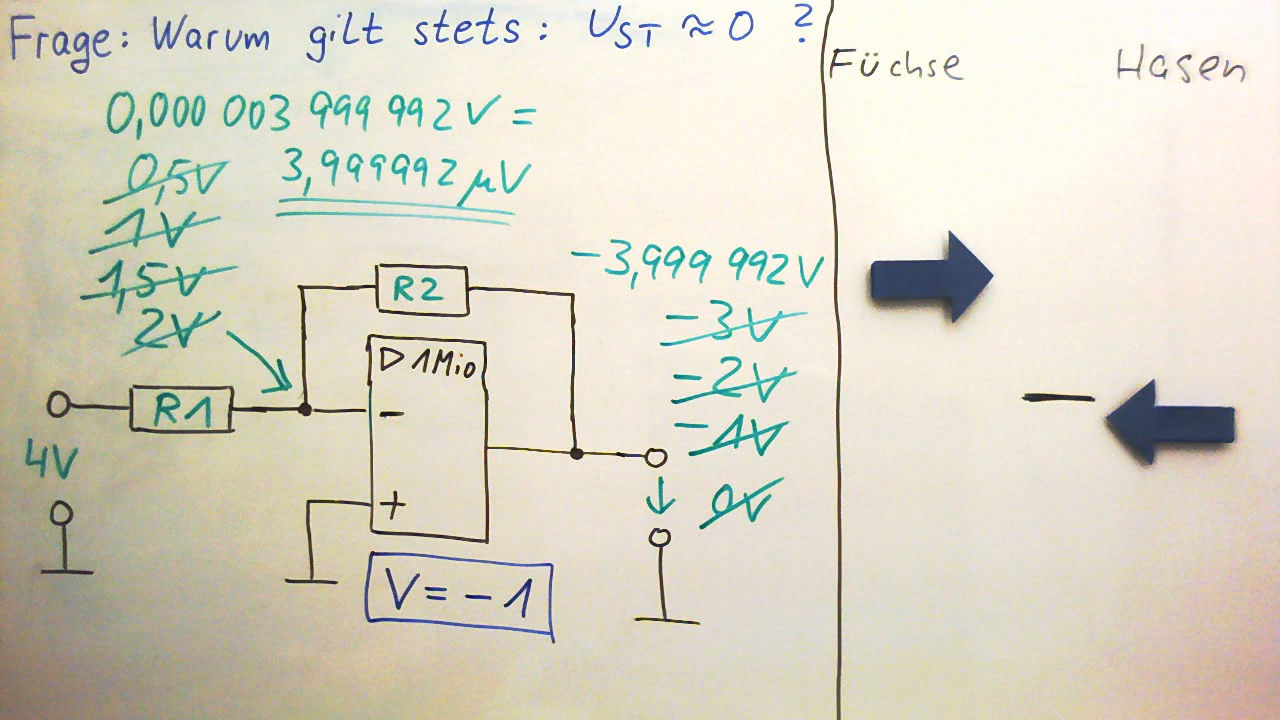 Frage: Warum gilt stets: UST ≈ 0 ?
Füchse Hasen
0,000 003 999 992 V =
0,5V 3,999992 µV
1V
1,5V
2V
-3,999 992V
-3V
-2V
-1V
0V
R2
▷ 1Mio
R1
-
+
4V
V = -1